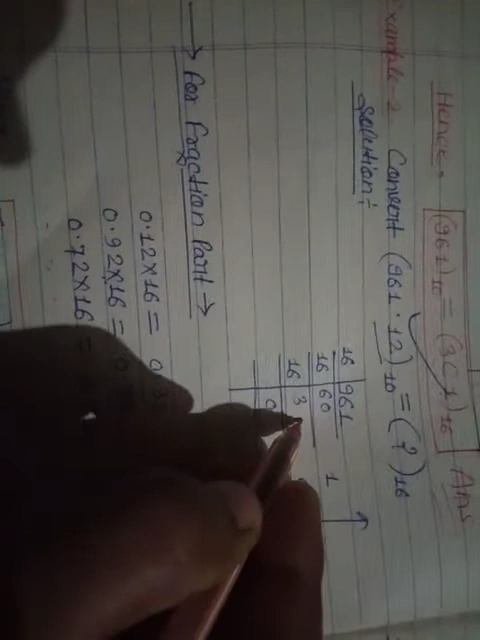 Hence, (961)10 = (3C1)16 Ans
Example-2 Convert (961.12)10 = (?)16
Solution:-
16 961
16 60 1
16 3
0
→ For Fraction Part →
0.12×16 =
0.92×16 =
0.72×16 =